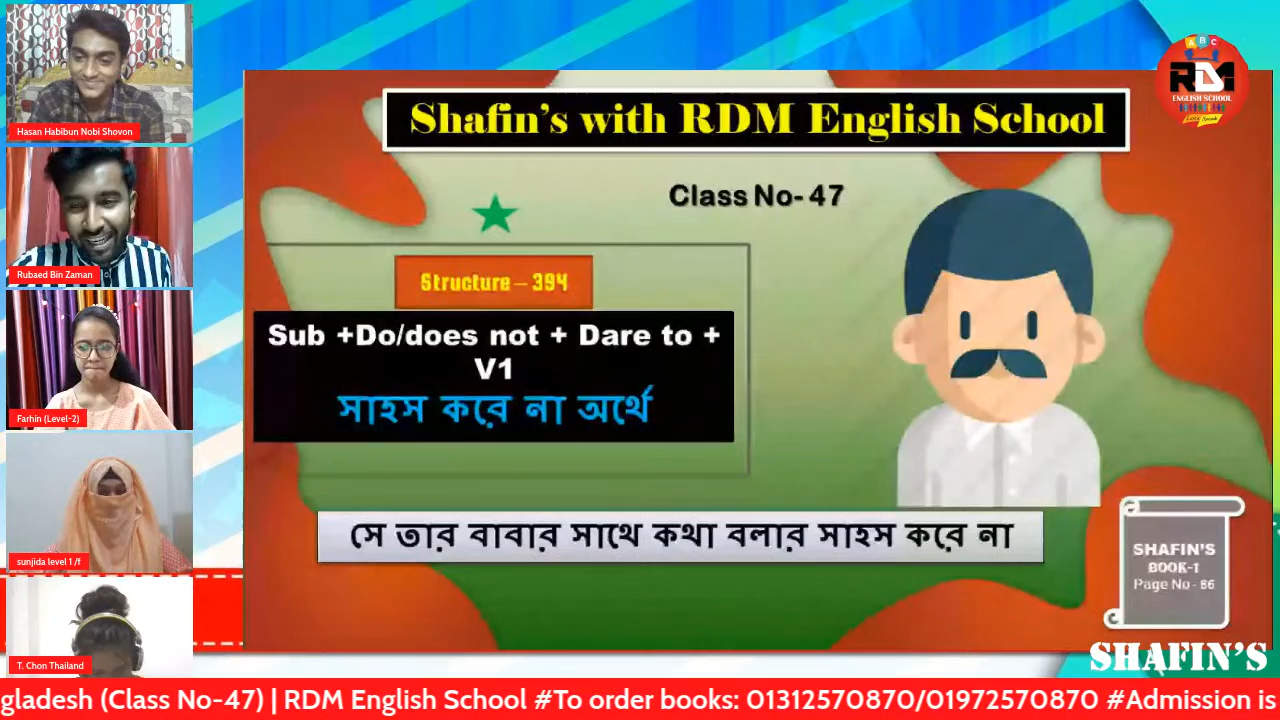 Hasan Habibun Nobi Shovon
Rubaed Bin Zaman
Farhin (Level-2)
sunjida level 1 /f
T. Chon Thailand
Shafin's with RDM English School
Class No- 47
Structure – 394
Sub +Do/does not + Dare to +
V1
সাহস করে না অর্থে
সে তার বাবার সাথে কথা বলার সাহস করে না
SHAFIN'S
BOOK-1
Page No - 86
A B C
RDM
ENGLISH SCHOOL
SHAFIN'S
gladesh (Class No-47) | RDM English School #To order books: 01312570870/01972570870 #Admission is